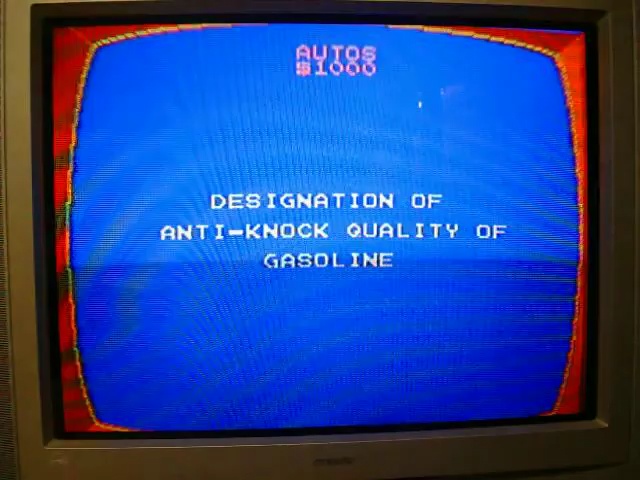 AUTOS
$1000
DESIGNATION OF
ANTI-KNOCK QUALITY OF
GASOLINE